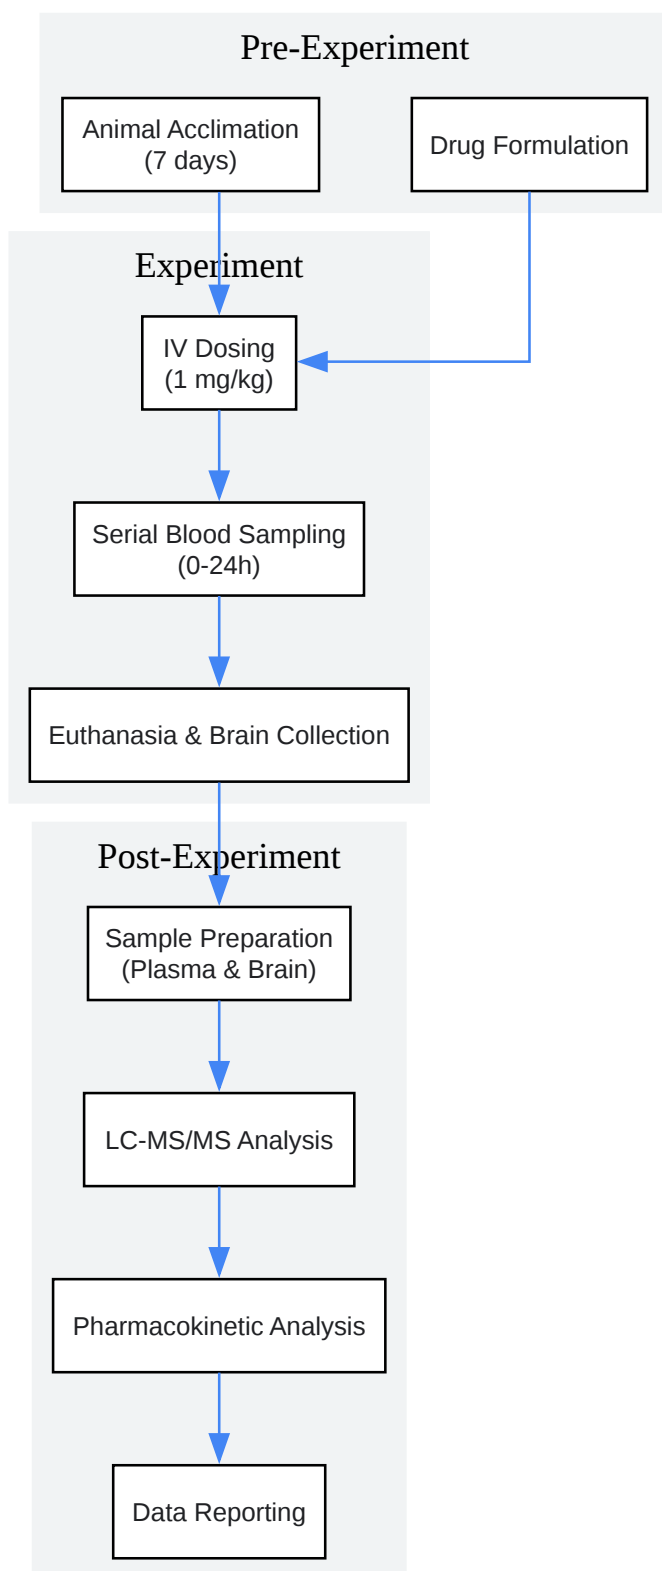 Pre-Experiment
Animal Acclimation
(7 days)
Drug Formulation
Experiment
IV Dosing
(1 mg/kg)
Serial Blood Sampling
(0-24h)
Euthanasia & Brain Collection
Post-Experiment
Sample Preparation
(Plasma & Brain)
LC-MS/MS Analysis
Pharmacokinetic Analysis
Data Reporting